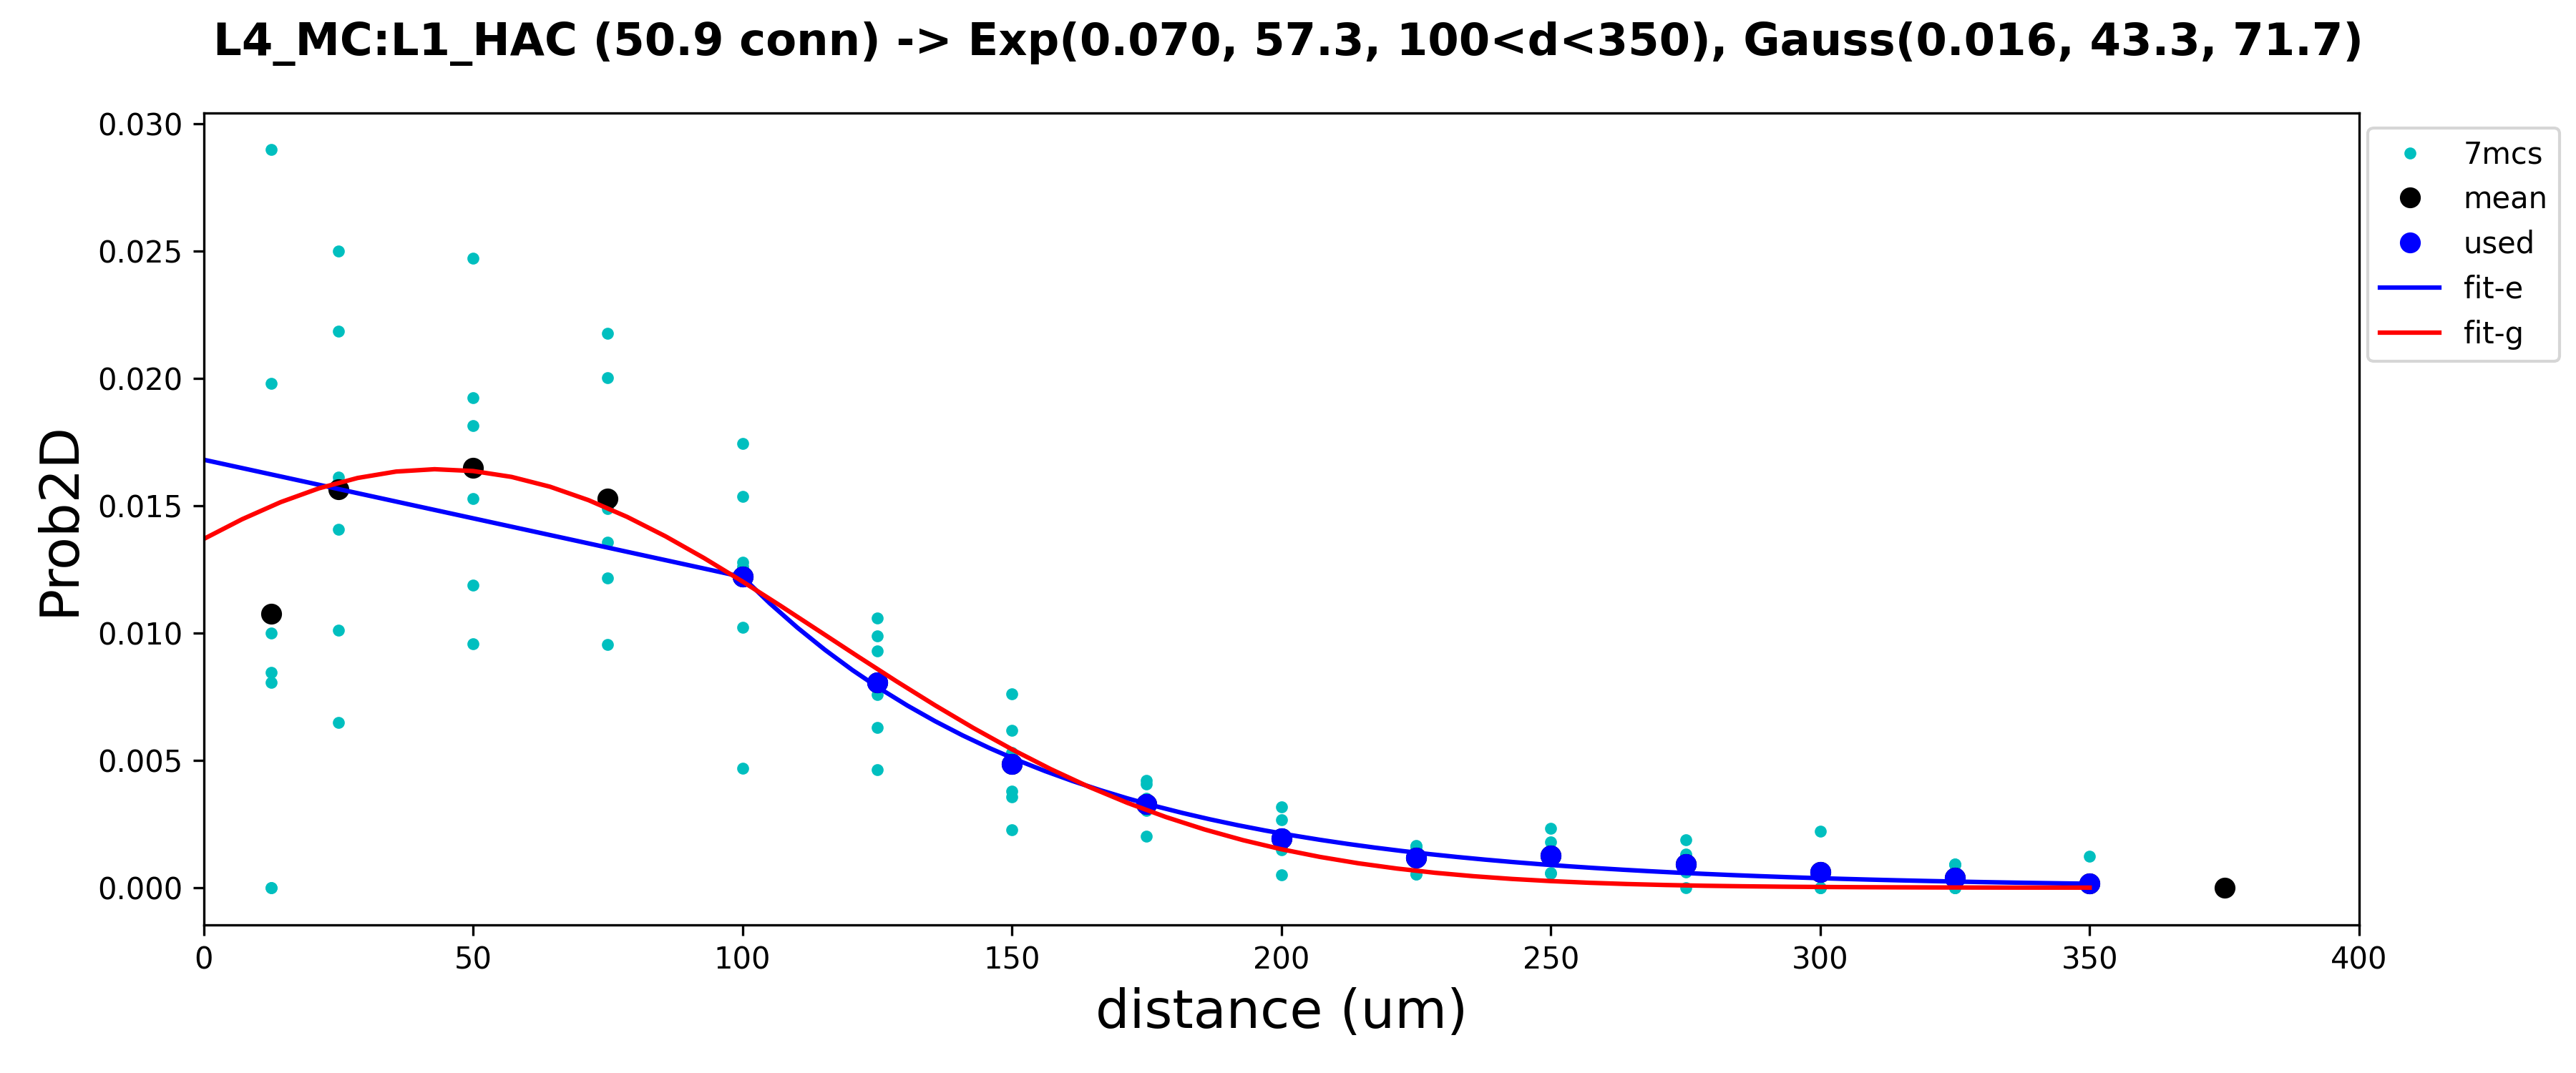 L4_MC:L1_HAC (50.9 conn) -> Exp(0.070, 57.3, 100<d<350), Gauss(0.016, 43.3, 71.7)
0.030
0.025
0.020
0.015
0.010
0.005
0.000
Prob2D
0 50 100 150 200 250 300 350 400
distance (um)
7mcs
mean
used
fit-e
fit-g